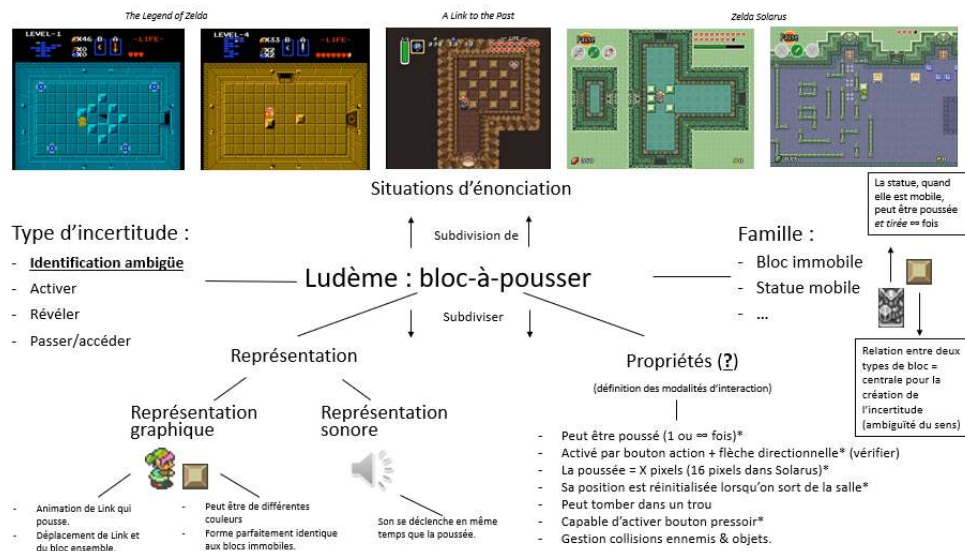 The Legend of Zelda
A Link to the Past
Zelda Solarus
LEVEL-1
X46
B
A
-LIFE-
X0
X0
LEVEL-4
X33
B
A
-LIFE-
X2
X2
Situations d'énonciation
La statue, quand
elle est mobile,
peut être poussée
et tirée ∞ fois
Type d'incertitude :
- Identification ambigüe
- Activer
- Révéler
- Passer/accéder
Subdivision de
Ludème : bloc-à-pousser
Subdiviser
Famille :
- Bloc immobile
- Statue mobile
- ...
Relation entre deux
types de bloc =
centrale pour la
création de
l'incertitude
(ambiguïté du sens)
Représentation
Représentation
graphique
Représentation
sonore
- Animation de Link qui
pousse.
- Déplacement de Link et
du bloc ensemble.
- Peut être de différentes
couleurs
- Forme parfaitement identique
aux blocs immobiles.
Son se déclenche en même
temps que la poussée.
Propriétés (?)
(définition des modalités d'interaction)
- Peut être poussé (1 ou ∞ fois)*
- Activé par bouton action + flèche directionnelle* (vérifier)
- La poussée = X pixels (16 pixels dans Solarus)*
- Sa position est réinitialisée lorsqu'on sort de la salle*
- Peut tomber dans un trou
- Capable d'activer bouton pressoir*
- Gestion collisions ennemis & objets.